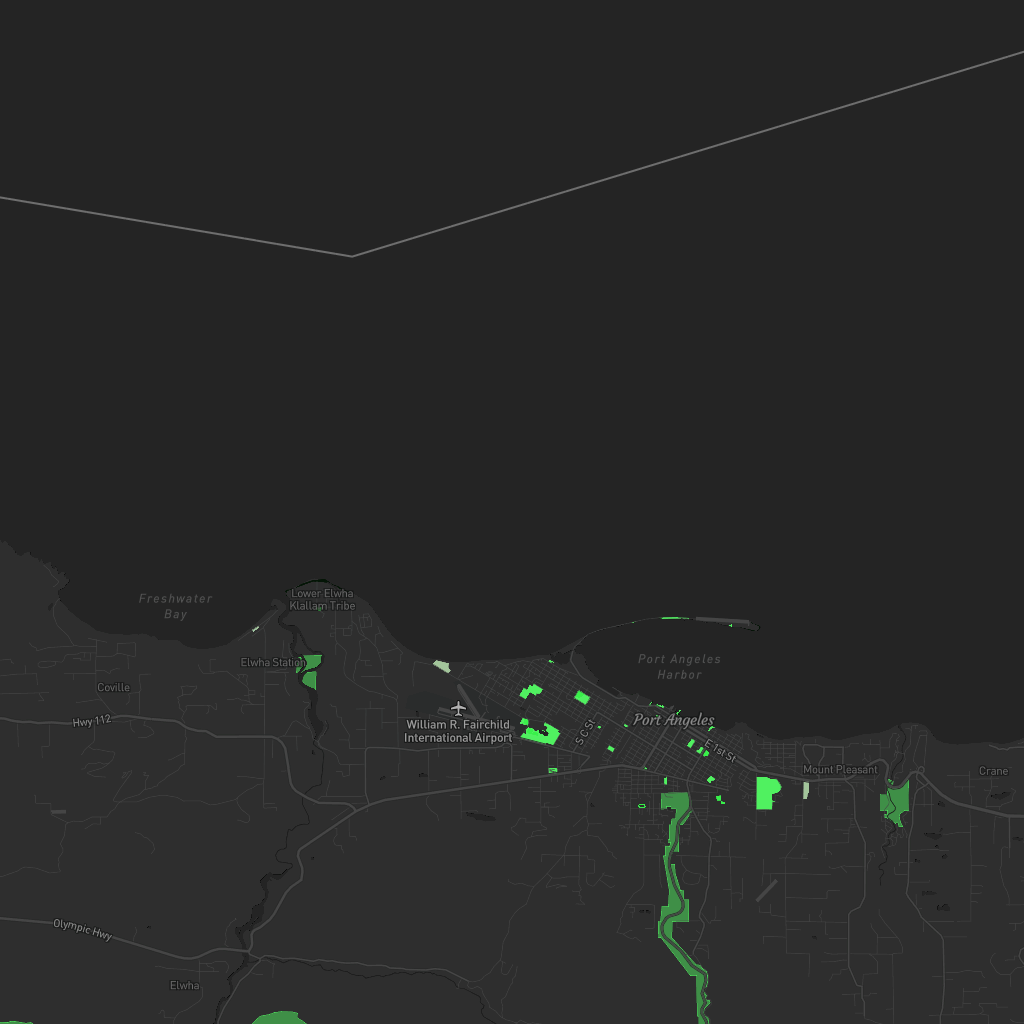 Lower Elwha
Klallam Tribe
Freshwater
Bay
Elwha Station
Port Angeles
Harbor
Coville
Hwy 112
William R. Fairchild
International Airport
S C St
Port Angeles
E 1st St
Mount Pleasant
Crane
Olympic Hwy
Elwha